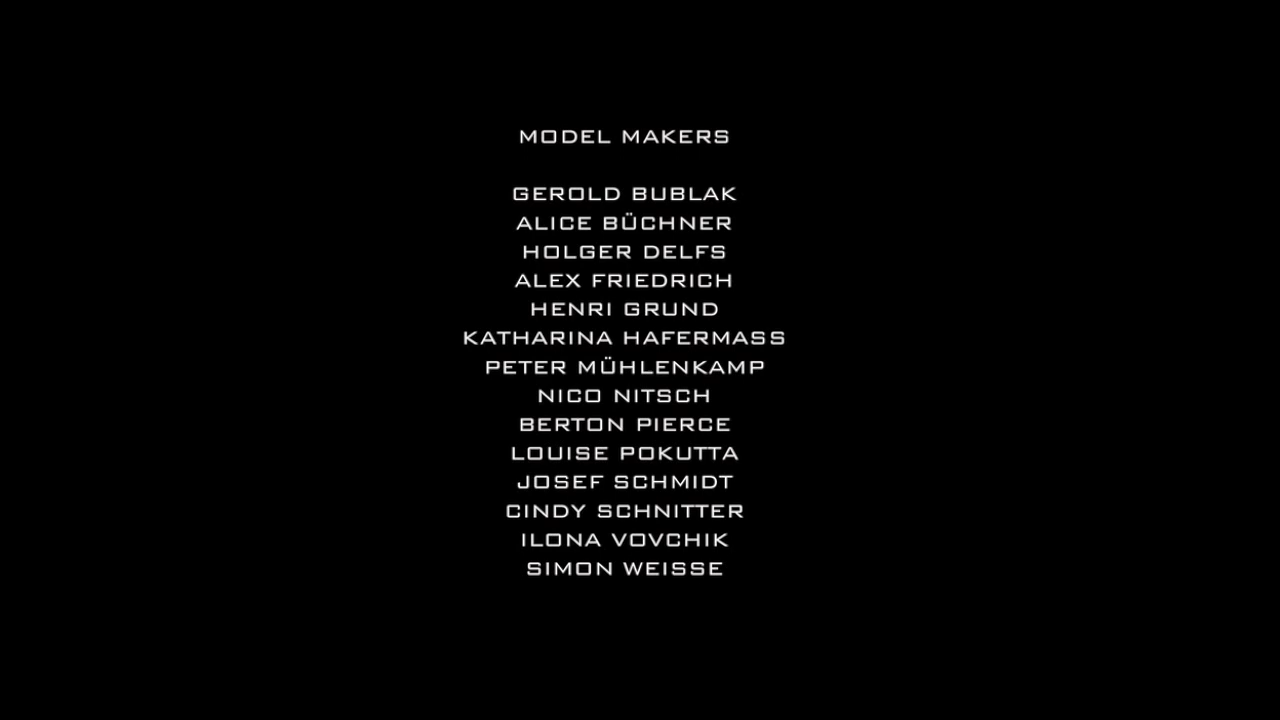 MODEL MAKERS
GEROLD BUBLAK
ALICE BÜCHNER
HOLGER DELFS
ALEX FRIEDRICH
HENRI GRUND
KATHARINA HAFERMASS
PETER MÜHLENKAMP
NICO NITSCH
BERTON PIERCE
LOUISE POKUTTA
JOSEF SCHMIDT
CINDY SCHNITTER
ILONA VOVCHIK
SIMON WEISSE